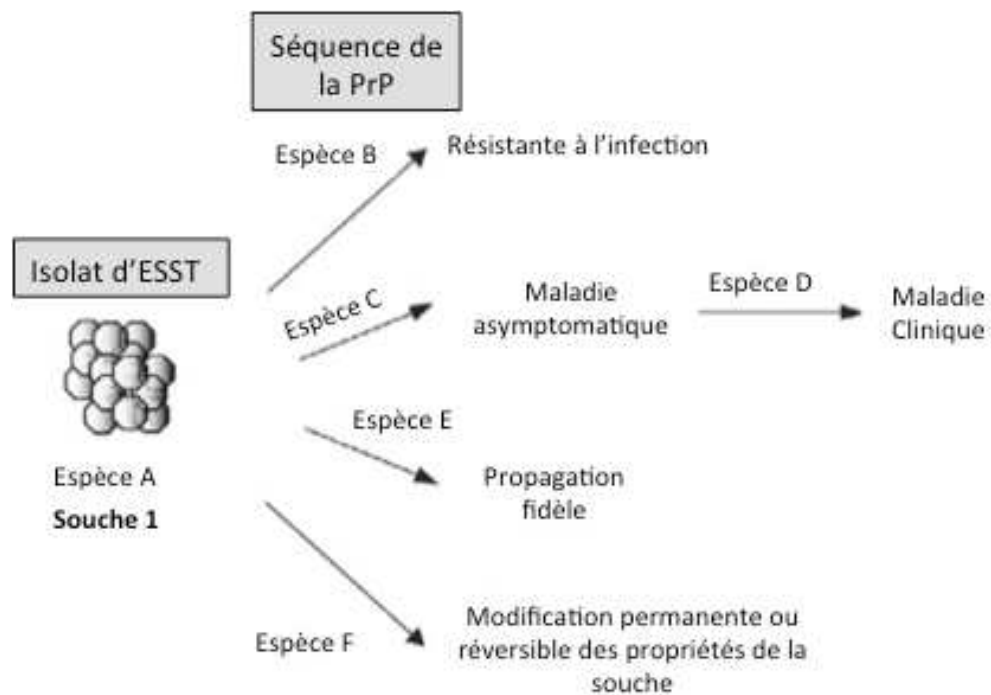 Séquence de
la PrP
Espèce B
Résistante à l'infection
Isolat d'ESST
Espèce C
Maladie
asymptomatique
Espèce D
Maladie
Clinique
Espèce E
Espèce A
Souche 1
Propagation
fidèle
Espèce F
Modification permanente ou
réversible des propriétés de la
souche